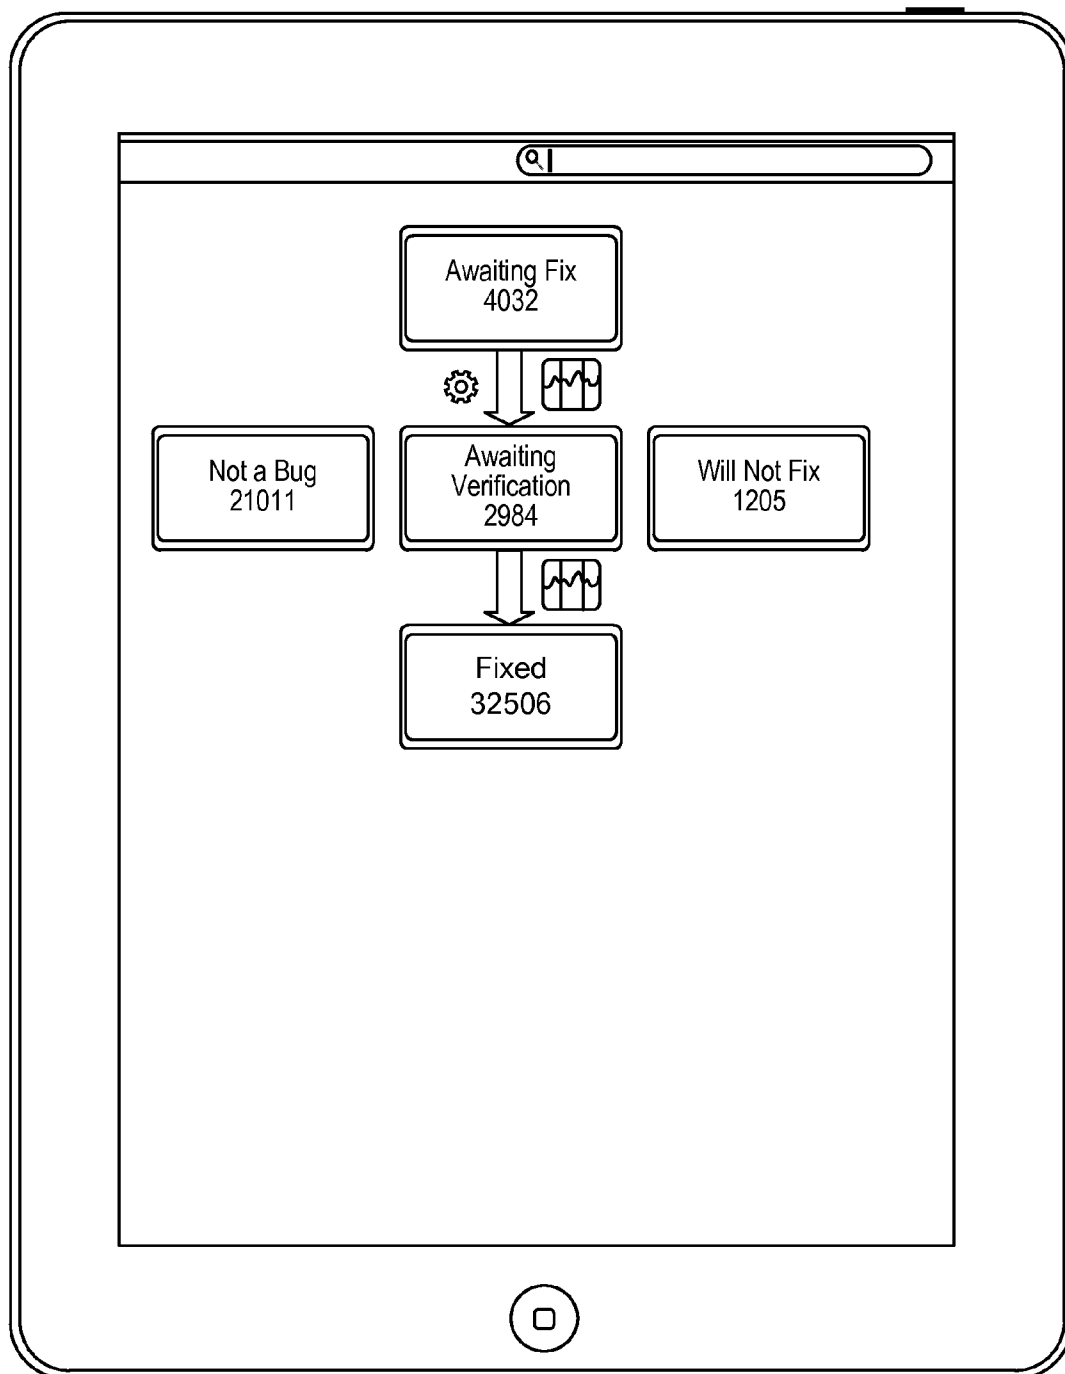 Awaiting Fix
4032
Not a Bug
21011
Awaiting
Verification
2984
Will Not Fix
1205
Fixed
32506